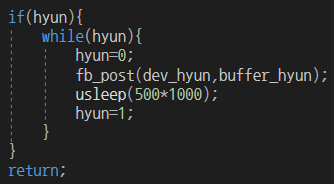 if(hyun){
while(hyun){
hyun=0;
fb_post(dev_hyun,buffer_hyun);
usleep(500*1000);
hyun=1;
}
}
return;